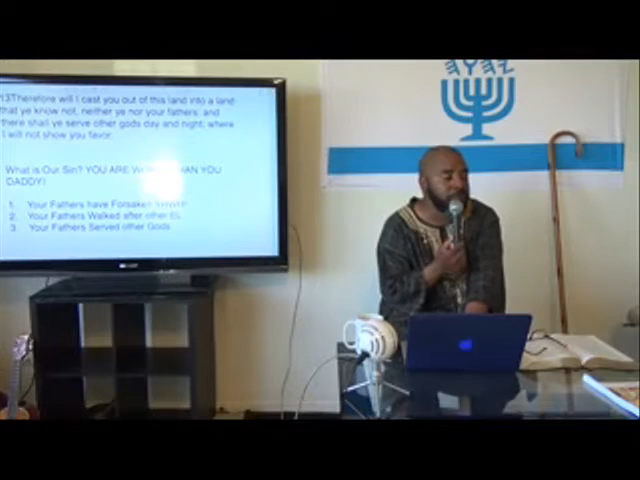 13Therefore will I cast you out of this land into a land
that ye know not, neither ye nor your fathers; and
there shall ye serve other gods day and night; where
I will not show you favor.
What is Our Sin? YOU ARE THAN YOU
DADDY!
1. Your Fathers have Forsaken
2. Your Fathers Walked after other EL
3. Your Fathers Served other Gods